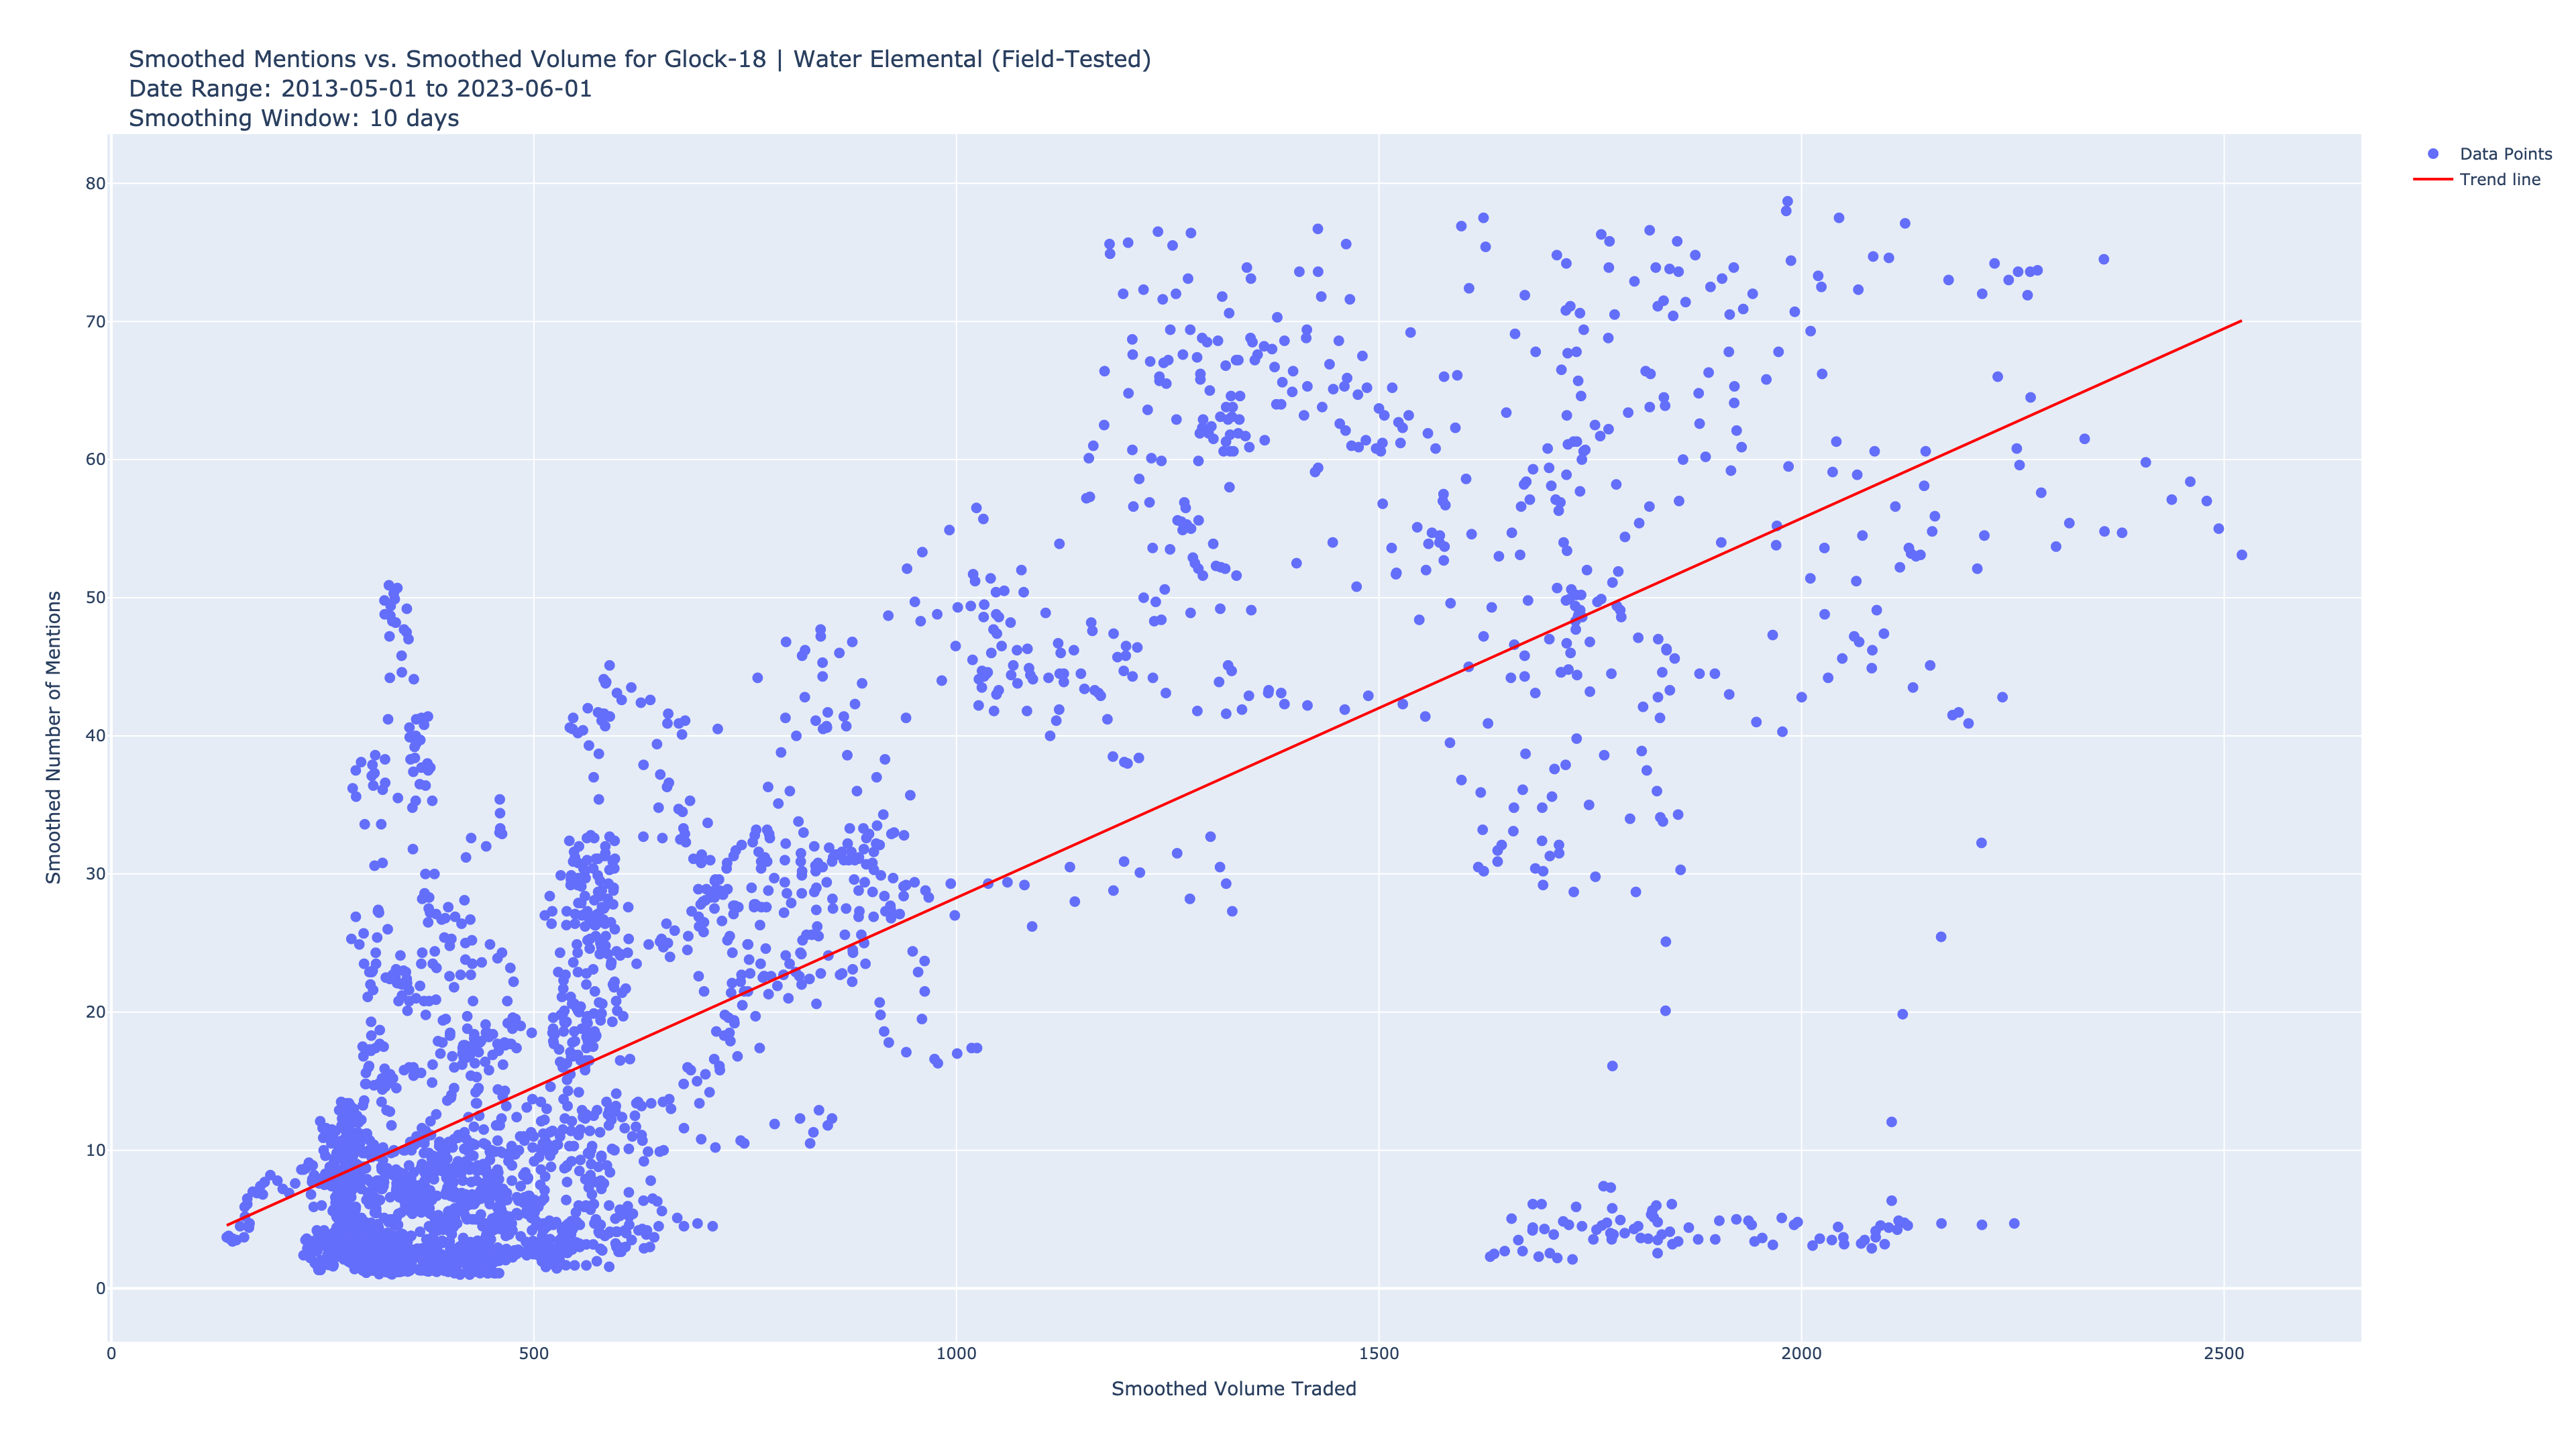 Smoothed Mentions vs. Smoothed Volume for Glock-18 | Water Elemental (Field-Tested)
Date Range: 2013-05-01 to 2023-06-01
Smoothing Window: 10 days
Data Points
Trend line
80
70
60
50
40
30
20
10
0
Smoothed Number of Mentions
0
500
1000
1500
2000
2500
Smoothed Volume Traded